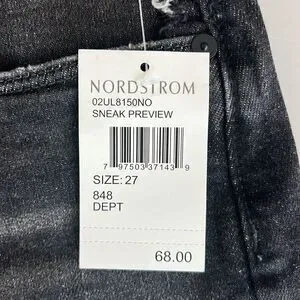 NORDSTROM
02UL8150NO
SNEAK PREVIEW
7 97503 37143 9
SIZE: 27
848
DEPT
68.00